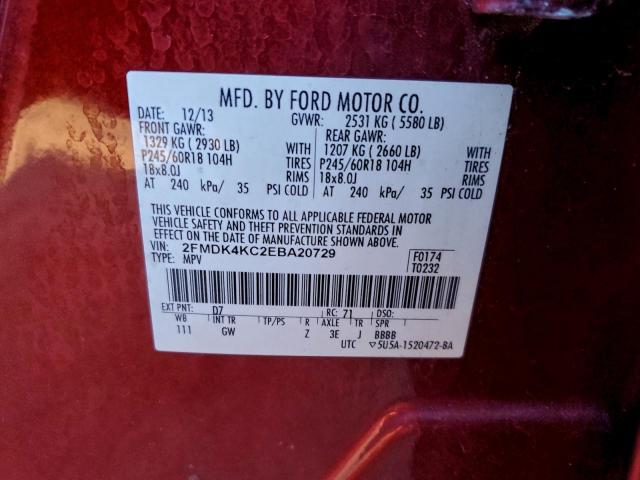 MFD. BY FORD MOTOR CO.
DATE: 12/13 GVWR: 2531 KG ( 5580 LB)
FRONT GAWR: REAR GAWR:
1329 KG ( 2930 LB) WITH 1207 KG ( 2660 LB) WITH
P245/60R18 104H TIRES P245/60R18 104H TIRES
18x8.0J RIMS 18x8.0J RIMS
AT 240 kPa/ 35 PSI COLD AT 240 kPa/ 35 PSI COLD
THIS VEHICLE CONFORMS TO ALL APPLICABLE FEDERAL MOTOR
VEHICLE SAFETY AND THEFT PREVENTION STANDARDS IN
EFFECT ON THE DATE OF MANUFACTURE SHOWN ABOVE.
VIN: 2FMDK4KC2EBA20729 F0174
TYPE: MPV T0232
EXT PNT: D7 RC: 71 DSO:
WB INT TR TP/PS R AXLE TR SPR
111 GW Z 3E J BBBB
UTC ▽5U5A-1520472-BA